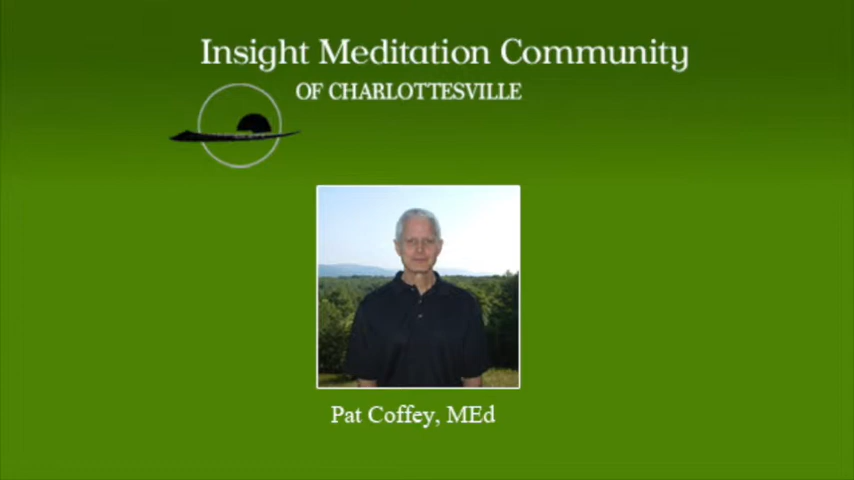 Insight Meditation Community
OF CHARLOTTESVILLE
Pat Coffey, MEd